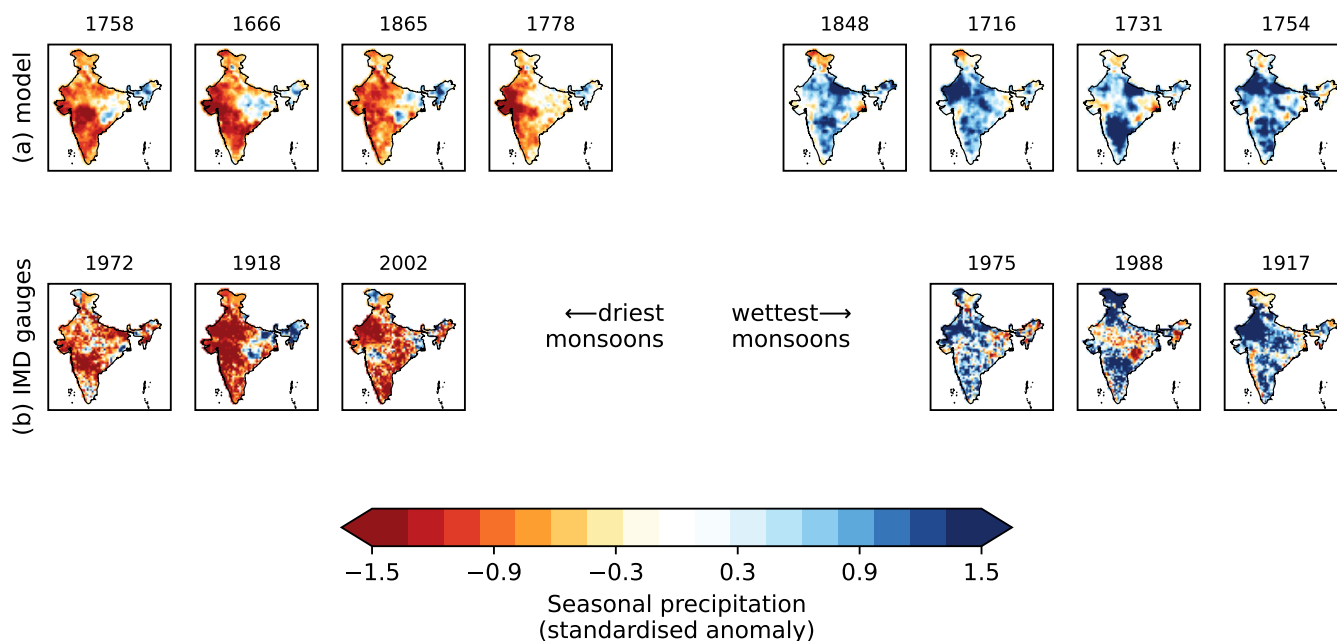 1758 1666 1865 1778 1848 1716 1731 1754
(a) model
1972 1918 2002 1975 1988 1917
(b) IMD gauges
←driest
monsoons
wettest→
monsoons
−1.5 −0.9 −0.3 0.3 0.9 1.5
Seasonal precipitation
(standardised anomaly)